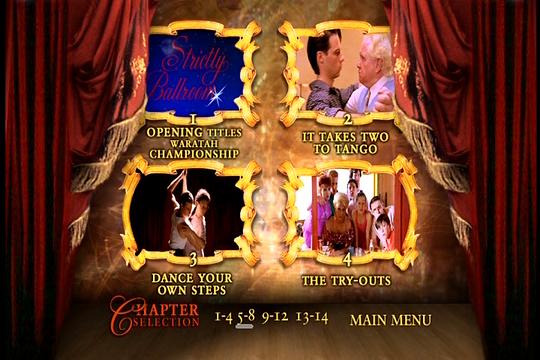 Strictly
Ballroom
1
OPENING TITLES
WARATAH
CHAMPIONSHIP
2
IT TAKES TWO
TO TANGO
3
DANCE YOUR
OWN STEPS
4
THE TRY-OUTS
CHAPTER
SELECTION
1-4 5-8 9-12 13-14
MAIN MENU